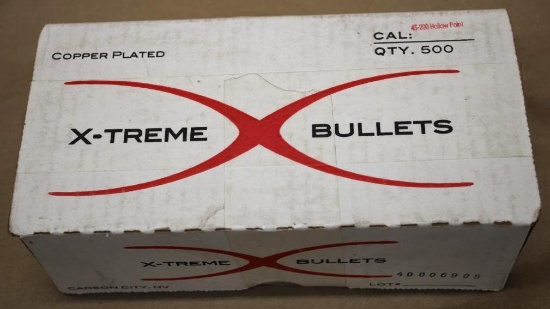 45-200 Hollow Point
COPPER PLATED
CAL:
QTY. 500
X-TREME BULLETS
X-TREME BULLETS
40006905
CARSON CITY, NV
LOT#